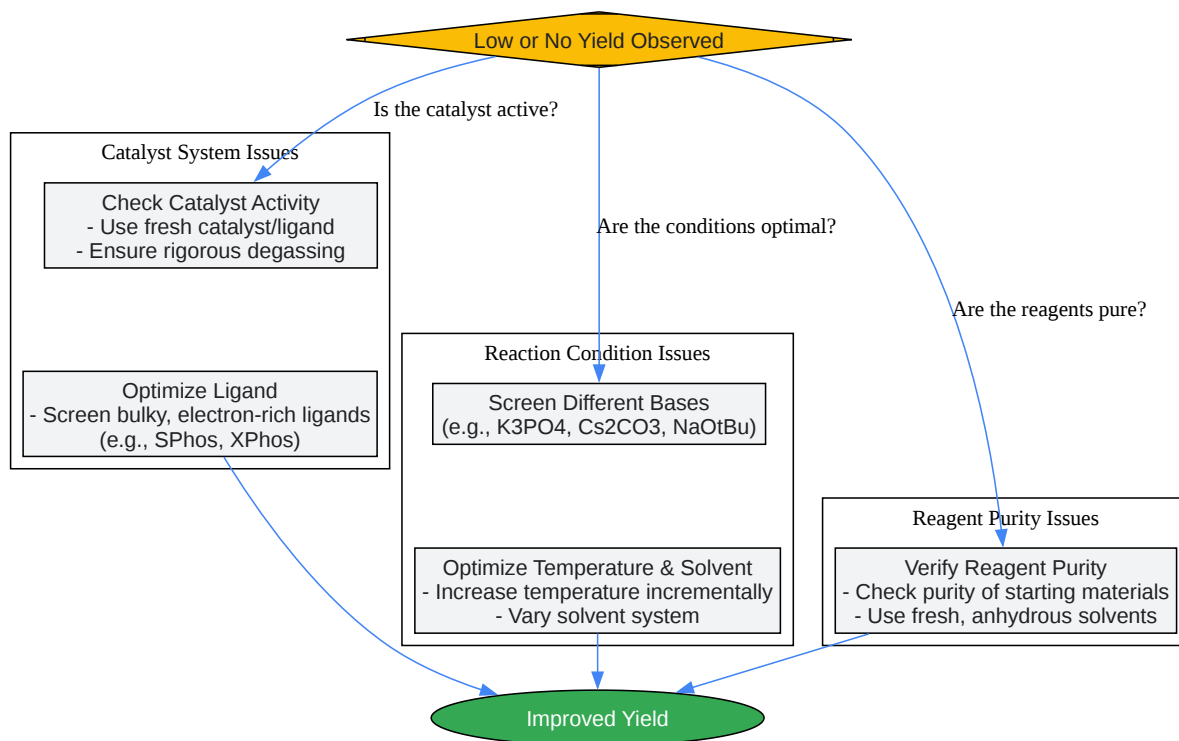 Low or No Yield Observed
Is the catalyst active?
Catalyst System Issues
Check Catalyst Activity
- Use fresh catalyst/ligand
- Ensure rigorous degassing
Are the conditions optimal?
Are the reagents pure?
Optimize Ligand
- Screen bulky, electron-rich ligands
(e.g., SPhos, XPhos)
Reaction Condition Issues
Screen Different Bases
(e.g., K3PO4, Cs2CO3, NaOtBu)
Optimize Temperature & Solvent
- Increase temperature incrementally
- Vary solvent system
Reagent Purity Issues
Verify Reagent Purity
- Check purity of starting materials
- Use fresh, anhydrous solvents
Improved Yield